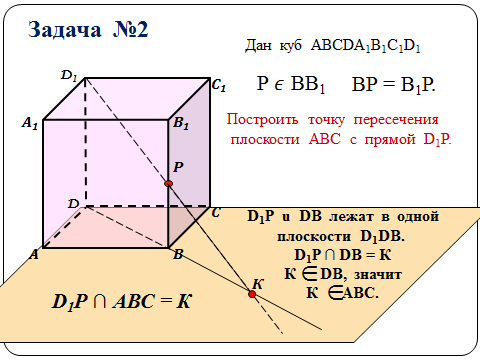 Задача №2
Дан куб ABCDA₁B₁C₁D₁
P ϵ BB₁ BP = B₁P.
Построить точку пересечения
плоскости ABC с прямой D₁P.
D₁
C₁
A₁
B₁
P
D
C
A
B
K
D₁P и DB лежат в одной
плоскости D₁DB.
D₁P ∩ DB = K
K ∈ DB, значит
K ∈ ABC.
D₁P ∩ ABC = K